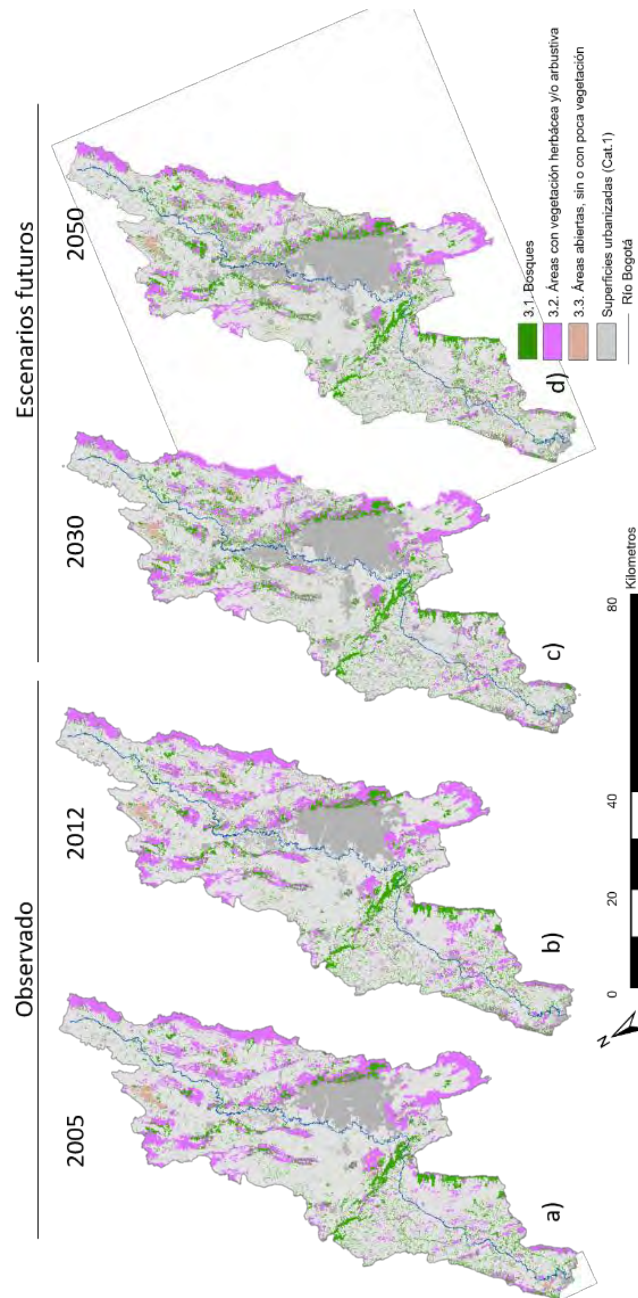 Observado
Escenarios futuros
2005
2012
2030
2050
a)
b)
c)
d)
3.1. Bosques
3.2. Áreas con vegetación herbácea y/o arbustiva
3.3. Áreas abiertas, sin o con poca vegetación
Superficies urbanizadas (Cat.1)
Río Bogotá
N
0 20 40 80
Kilometros